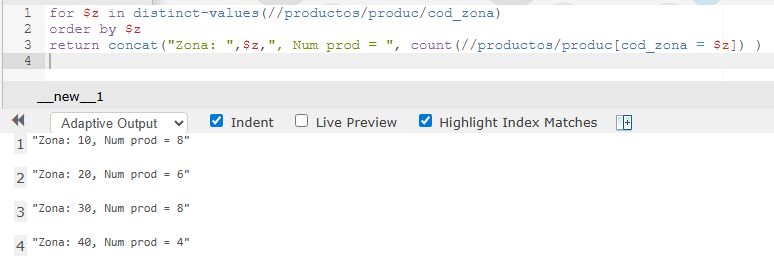 1 for $z in distinct-values(//productos/produc/cod_zona)
2 order by $z
3 return concat("Zona: ",$z,", Num prod = ", count(//productos/produc[cod_zona = $z]) )
4
__new__1
Adaptive Output Indent Live Preview Highlight Index Matches
1 "Zona: 10, Num prod = 8"
2 "Zona: 20, Num prod = 6"
3 "Zona: 30, Num prod = 8"
4 "Zona: 40, Num prod = 4"